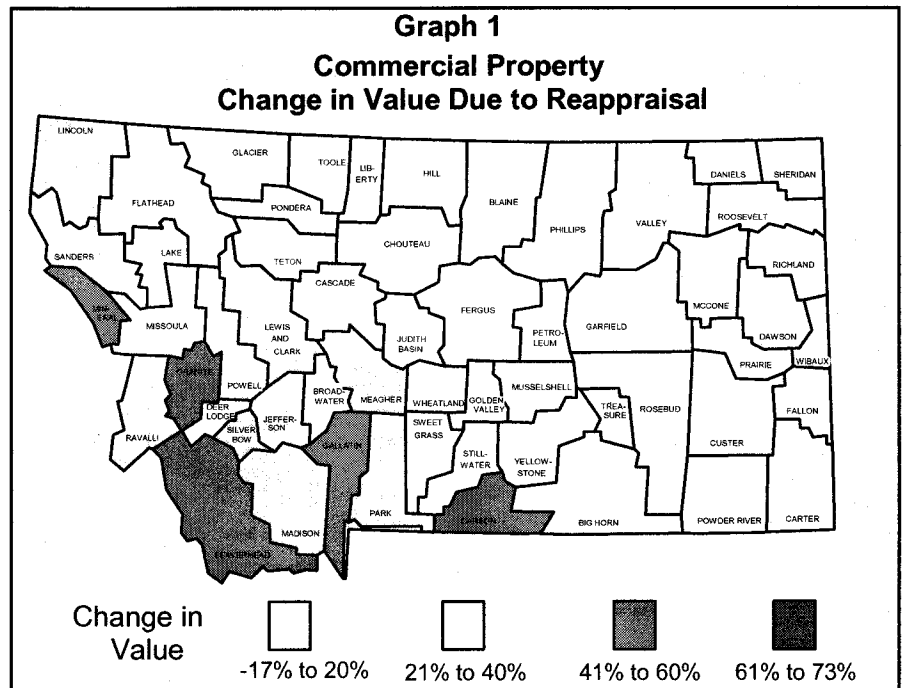 Graph 1
Commercial Property
Change in Value Due to Reappraisal
LINCOLN
GLACIER
TOOLE
LIB-
ERTY
HILL
BLAINE
PHILLIPS
VALLEY
DANIELS
SHERIDAN
FLATHEAD
PONDERA
ROOSEVELT
SANDERS
LAKE
TETON
CHOUTEAU
RICHLAND
CASCADE
MCCONE
MISSOULA
LEWIS
AND
CLARK
JUDITH
BASIN
FERGUS
PETRO-
LEUM
GARFIELD
DAWSON
PRAIRIE
WIBAUX
POWELL
BROAD-
WATER
MEAGHER
WHEATLAND
GOLDEN
VALLEY
MUSSELSHELL
TREA-
SURE
ROSEBUD
FALLON
RAVALLI
DEER
LODGE
SILVER
BOW
JEFFER-
SON
GALLATIN
SWEET
GRASS
STILL-
WATER
YELLOW-
STONE
CUSTER
MADISON
PARK
CARBON
BIG HORN
POWDER RIVER
CARTER
BEAVERHEAD
Change in
Value
-17% to 20%
21% to 40%
41% to 60%
61% to 73%